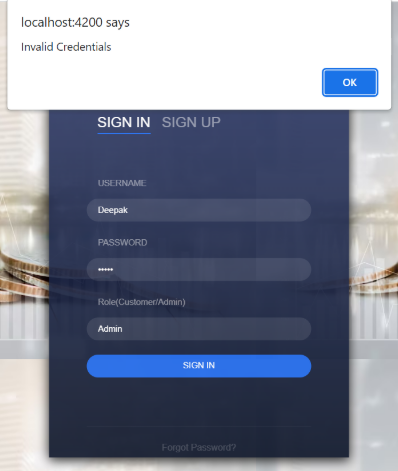 localhost:4200 says
Invalid Credentials
OK
SIGN IN SIGN UP
USERNAME
Deepak
PASSWORD
•••••
Role(Customer/Admin)
Admin
SIGN IN
Forgot Password?